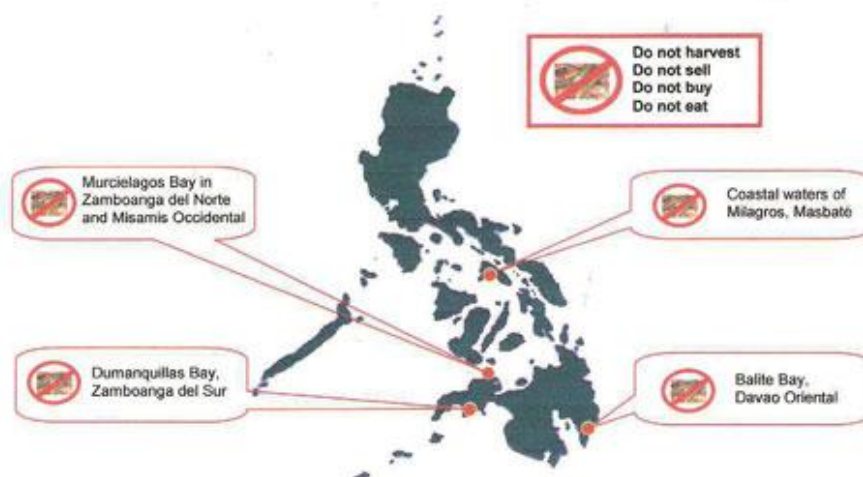 Do not harvest
Do not sell
Do not buy
Do not eat
Murcielagos Bay in
Zamboanga del Norte
and Misamis Occidental
Coastal waters of
Milagros, Masbaté
Dumanquillas Bay,
Zamboanga del Sur
Balite Bay,
Davao Oriental